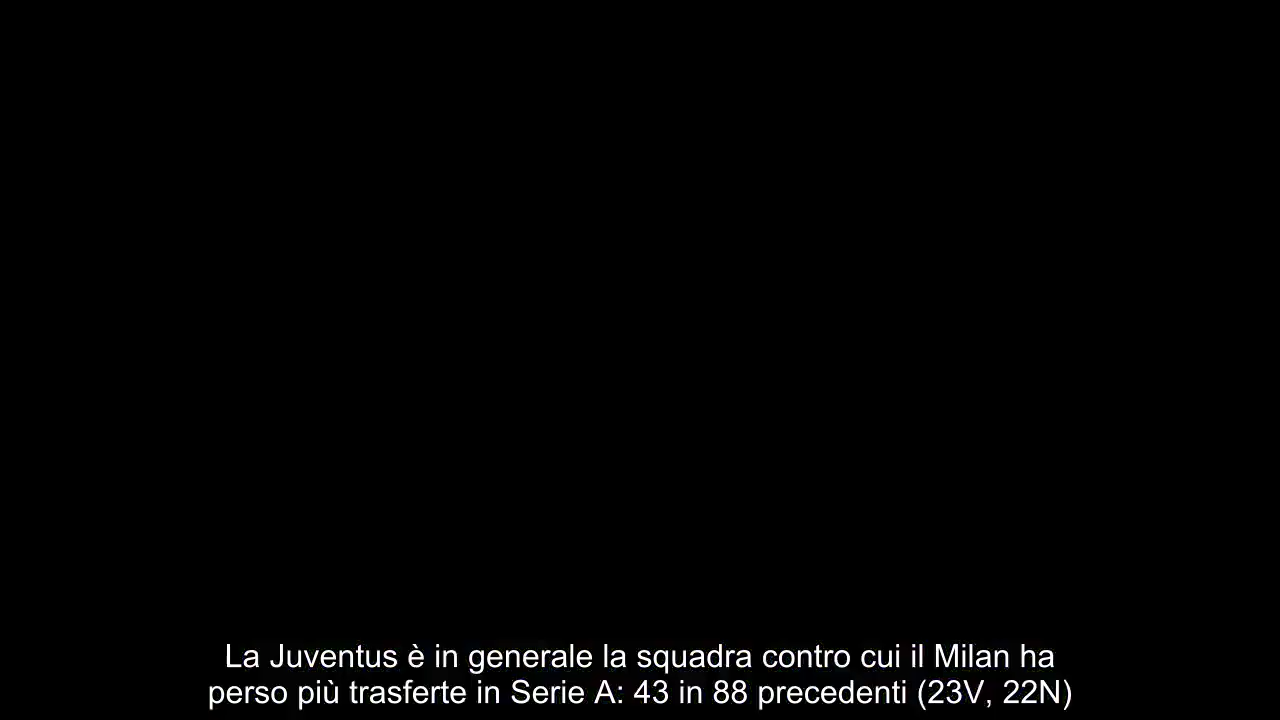 La Juventus è in generale la squadra contro cui il Milan ha
perso più trasferte in Serie A: 43 in 88 precedenti (23V, 22N)